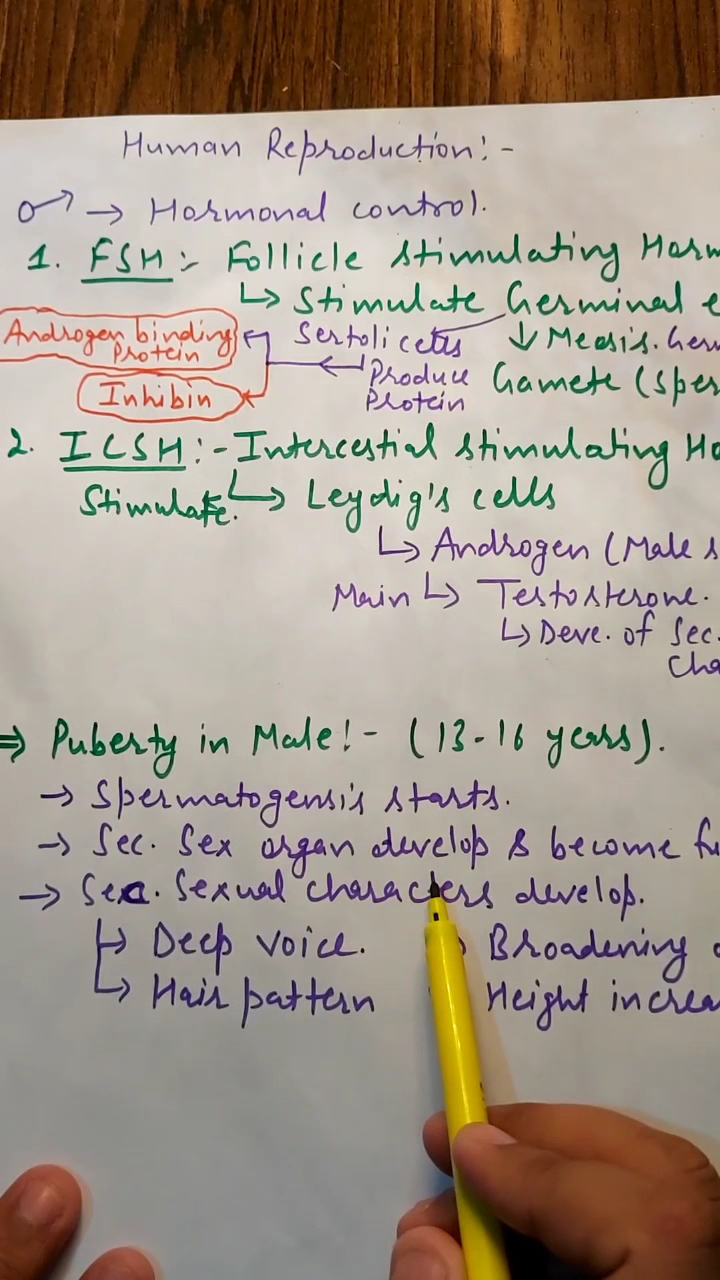 Human Reproduction:-
♂ → Hormonal control.
1. FSH:- Follicle stimulating Horm
↳ Stimulate Germinal e
Androgen binding Protein
Sertoli cells
↓ Meosis. Germ
Produce Protein
Gamete (Sper
Inhibin
2. ICSH:- Intercestial stimulating Ho
Stimulate. ↳ Leydig's cells
↳ Androgen (Male s
Main ↳ Testosterone.
↳ Deve. of Sec.
Cha
⇒ Puberty in Male!- (13-16 years).
→ Spermatogensis starts.
→ Sec. Sex organ develop & become fu
→ Sec. Sexual characters develop.
→ Deep voice. Broadening
↳ Hair pattern Height increa